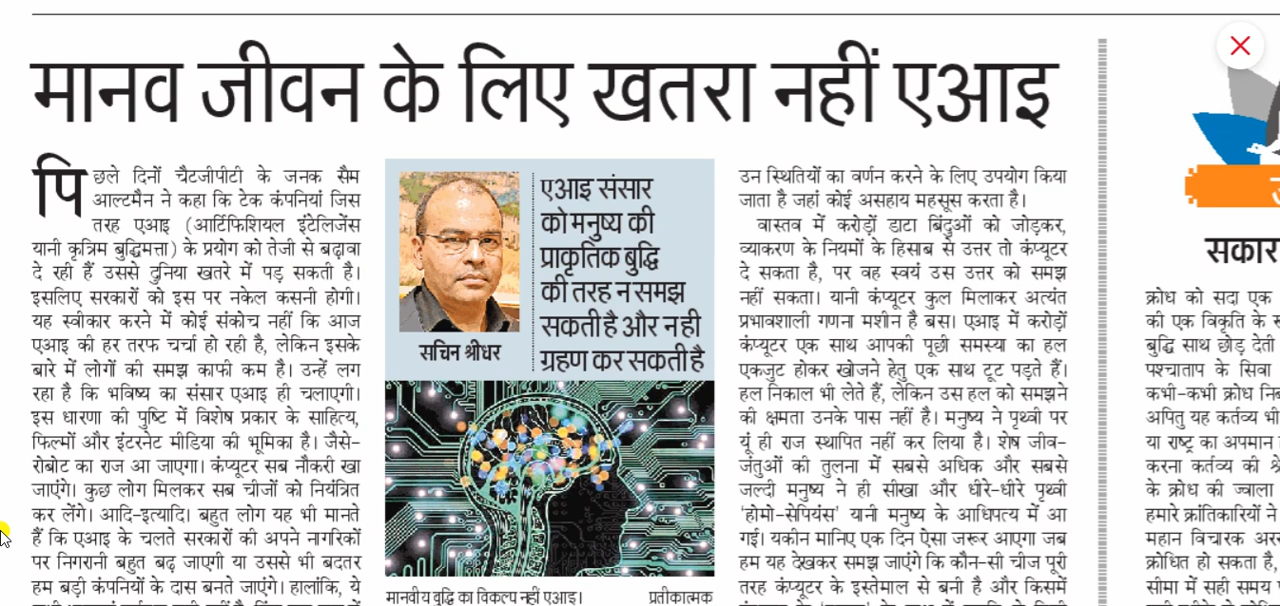 मानव जीवन के लिए खतरा नहीं एआइ
पिछले दिनों चैटजीपीटी के जनक सैम
आल्टमैन ने कहा कि टेक कंपनियां जिस
तरह एआइ (आर्टिफिशियल इंटेलिजेंस
यानी कृत्रिम बुद्धिमत्ता) के प्रयोग को तेजी से बढ़ावा
दे रही हैं उससे दुनिया खतरे में पड़ सकती है।
इसलिए सरकारों को इस पर नकेल कसनी होगी।
यह स्वीकार करने में कोई संकोच नहीं कि आज
एआइ की हर तरफ चर्चा हो रही है, लेकिन इसके
बारे में लोगों की समझ काफी कम है। उन्हें लग
रहा है कि भविष्य का संसार एआइ ही चलाएगी।
इस धारणा की पुष्टि में विशेष प्रकार के साहित्य,
फिल्मों और इंटरनेट मीडिया की भूमिका है। जैसे-
रोबोट का राज आ जाएगा। कंप्यूटर सब नौकरी खा
जाएंगे। कुछ लोग मिलकर सब चीजों को नियंत्रित
कर लेंगे। आदि-इत्यादि। बहुत लोग यह भी मानते
हैं कि एआइ के चलते सरकारों की अपने नागरिकों
पर निगरानी बहुत बढ़ जाएगी या उससे भी बदतर
हम बड़ी कंपनियों के दास बनते जाएंगे। हालांकि, ये
एआइ संसार
को मनुष्य की
प्राकृतिक बुद्धि
की तरह न समझ
सकती है और न ही
ग्रहण कर सकती है
सचिन श्रीधर
मानवीय बुद्धि का विकल्प नहीं एआइ। प्रतीकात्मक
उन स्थितियों का वर्णन करने के लिए उपयोग किया
जाता है जहां कोई असहाय महसूस करता है।
वास्तव में करोड़ों डाटा बिंदुओं को जोड़कर,
व्याकरण के नियमों के हिसाब से उत्तर तो कंप्यूटर
दे सकता है, पर वह स्वयं उस उत्तर को समझ
नहीं सकता। यानी कंप्यूटर कुल मिलाकर अत्यंत
प्रभावशाली गणना मशीन है बस। एआइ में करोड़ों
कंप्यूटर एक साथ आपकी पूछी समस्या का हल
एकजुट होकर खोजने हेतु एक साथ टूट पड़ते हैं।
हल निकाल भी लेते हैं, लेकिन उस हल को समझने
की क्षमता उनके पास नहीं है। मनुष्य ने पृथ्वी पर
यूं ही राज स्थापित नहीं कर लिया है। शेष जीव-
जंतुओं की तुलना में सबसे अधिक और सबसे
जल्दी मनुष्य ने ही सीखा और धीरे-धीरे पृथ्वी
'होमो-सेपियंस' यानी मनुष्य के आधिपत्य में आ
गई। यकीन मानिए एक दिन ऐसा जरूर आएगा जब
हम यह देखकर समझ जाएंगे कि कौन-सी चीज पूरी
तरह कंप्यूटर के इस्तेमाल से बनी है और किसमें
सकार
क्रोध को सदा एक
की एक विकृति के
बुद्धि साथ छोड़ देती
पश्चाताप के सिवा
कभी-कभी क्रोध
अपितु यह कर्तव्य भी
या राष्ट्र का अपमान
करना कर्तव्य की
के क्रोध की ज्वाला
हमारे क्रांतिकारियों ने
महान विचारक
क्रोधित हो सकता है,
सीमा में सही समय